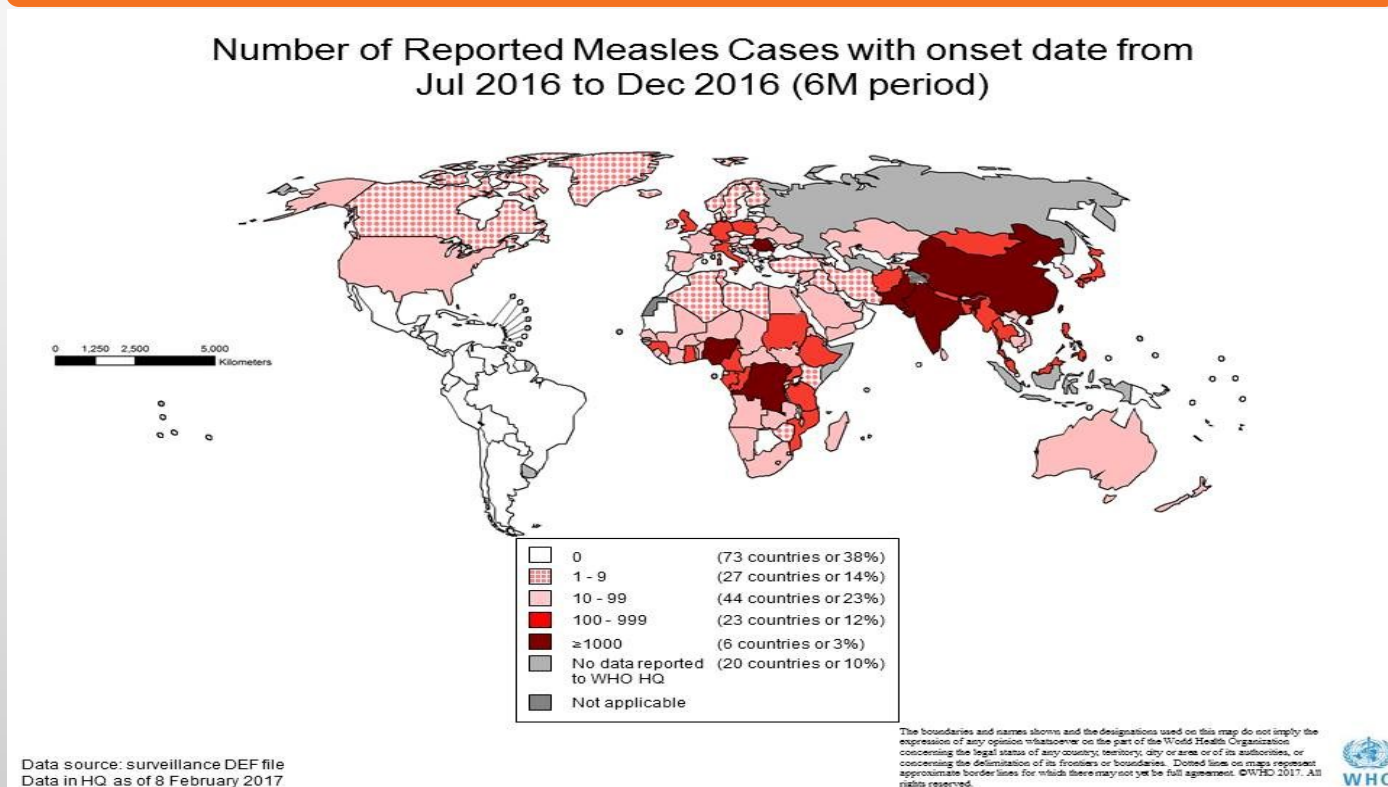 Number of Reported Measles Cases with onset date from
Jul 2016 to Dec 2016 (6M period)
0 1,250 2,500 5,000
Kilometers
0 (73 countries or 38%)
1 - 9 (27 countries or 14%)
10 - 99 (44 countries or 23%)
100 - 999 (23 countries or 12%)
≥1000 (6 countries or 3%)
No data reported (20 countries or 10%)
to WHO HQ
Not applicable
Data source: surveillance DEF file
Data in HQ as of 8 February 2017
The boundaries and names shown and the designations used on this map do not imply the
expression of any opinion whatsoever on the part of the World Health Organization
concerning the legal status of any country, territory, city or area or of its authorities, or
concerning the delimitation of its frontiers or boundaries. Dotted lines on maps represent
approximate border lines for which there may not yet be full agreement. ©WHO 2017. All
rights reserved.
WHO